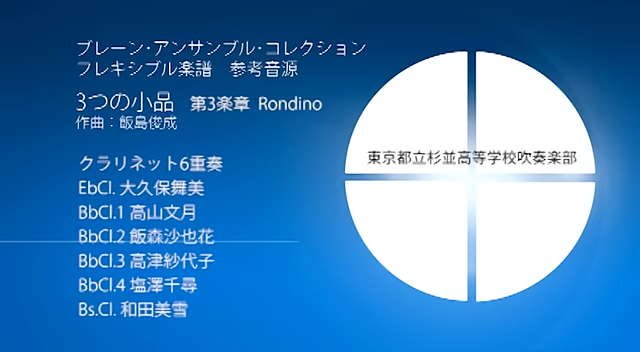 ブレーン･アンサンブル･コレクション
フレキシブル楽譜　参考音源
3つの小品　第3楽章 Rondino
作曲：飯島俊成
クラリネット6重奏
EbCl. 大久保舞美
BbCl.1 高山文月
BbCl.2 飯森沙也花
BbCl.3 高津紗代子
BbCl.4 塩澤千尋
Bs.Cl. 和田美雪
東京都立杉並高等学校吹奏楽部